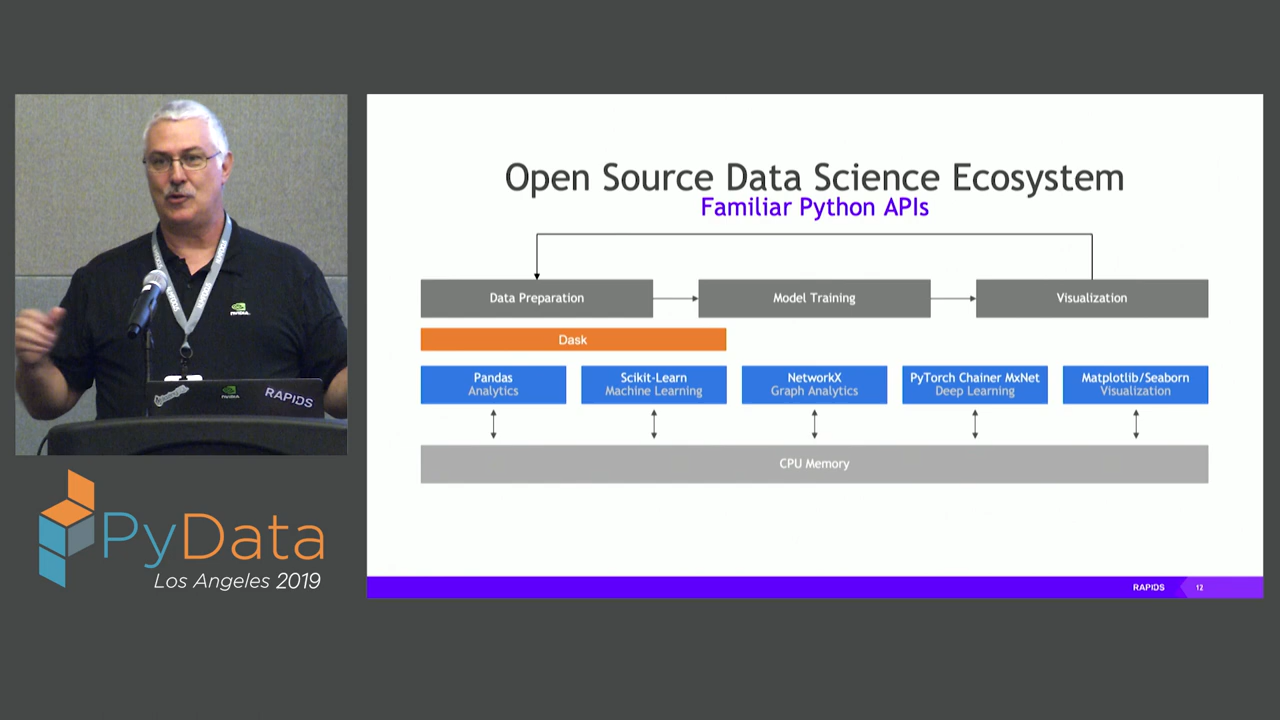 Open Source Data Science Ecosystem
Familiar Python APIs
Data Preparation
Model Training
Visualization
Dask
Pandas
Analytics
Scikit-Learn
Machine Learning
NetworkX
Graph Analytics
PyTorch Chainer MxNet
Deep Learning
Matplotlib/Seaborn
Visualization
CPU Memory
RAPIDS
12
NVIDIA
NVIDIA
RAPIDS
PyData
Los Angeles 2019